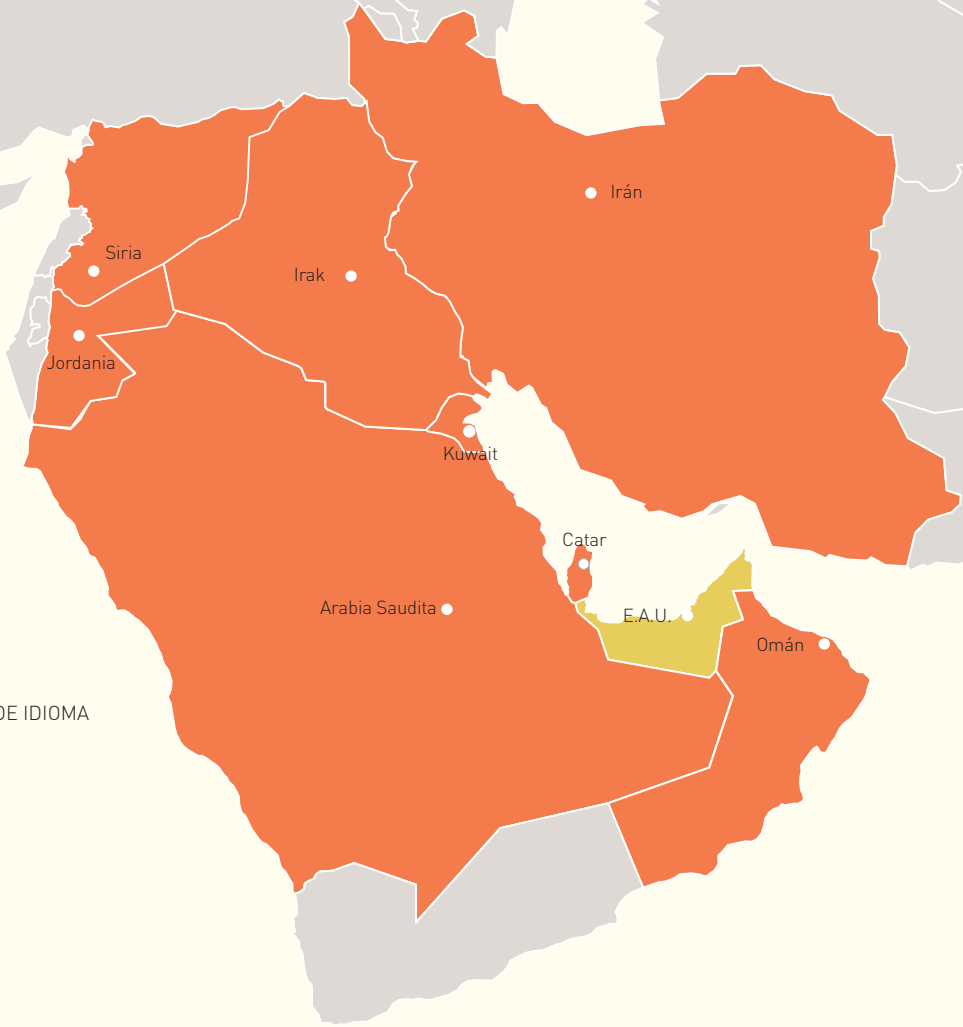 Irán
Siria
Irak
Jordania
Kuwait
Catar
Arabia Saudita
E.A.U.
Omán
DE IDIOMA